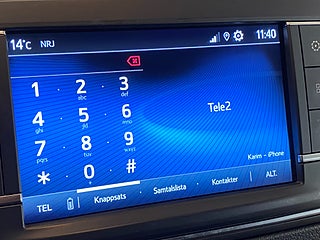 14°c NRJ 11:40
1 2 3
abc def
4 5 6
ghi jkl mno
7 8 9
pqrs tuv wxyz
* 0 #
Tele2
Karim - iPhone
TEL Knappsats Samtalslista Kontakter ALT.